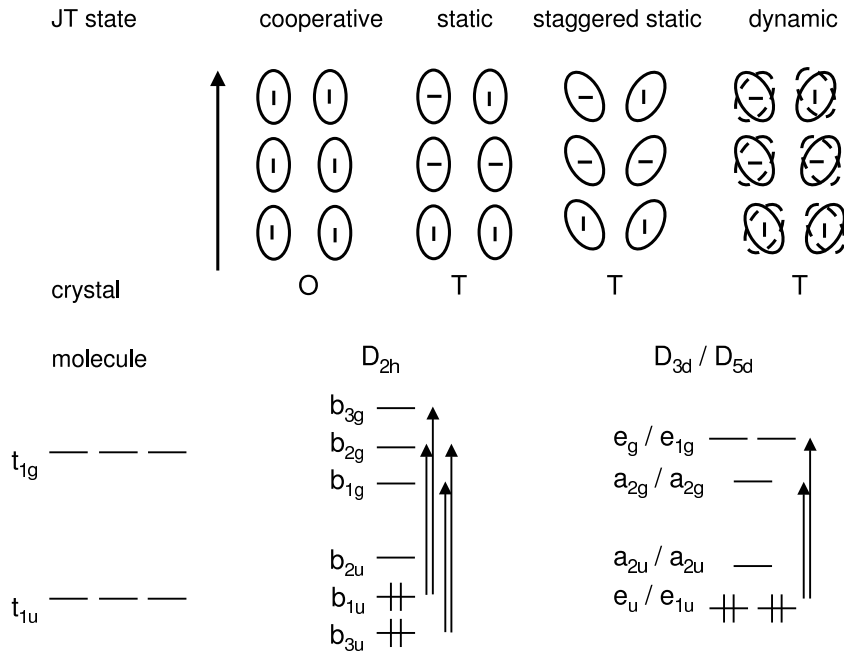 JT state cooperative static staggered static dynamic
crystal O T T T
molecule D2h D3d / D5d
b3g
t1g b2g eg / e1g
b1g a2g / a2g
b2u a2u / a2u
t1u b1u eu / e1u
b3u